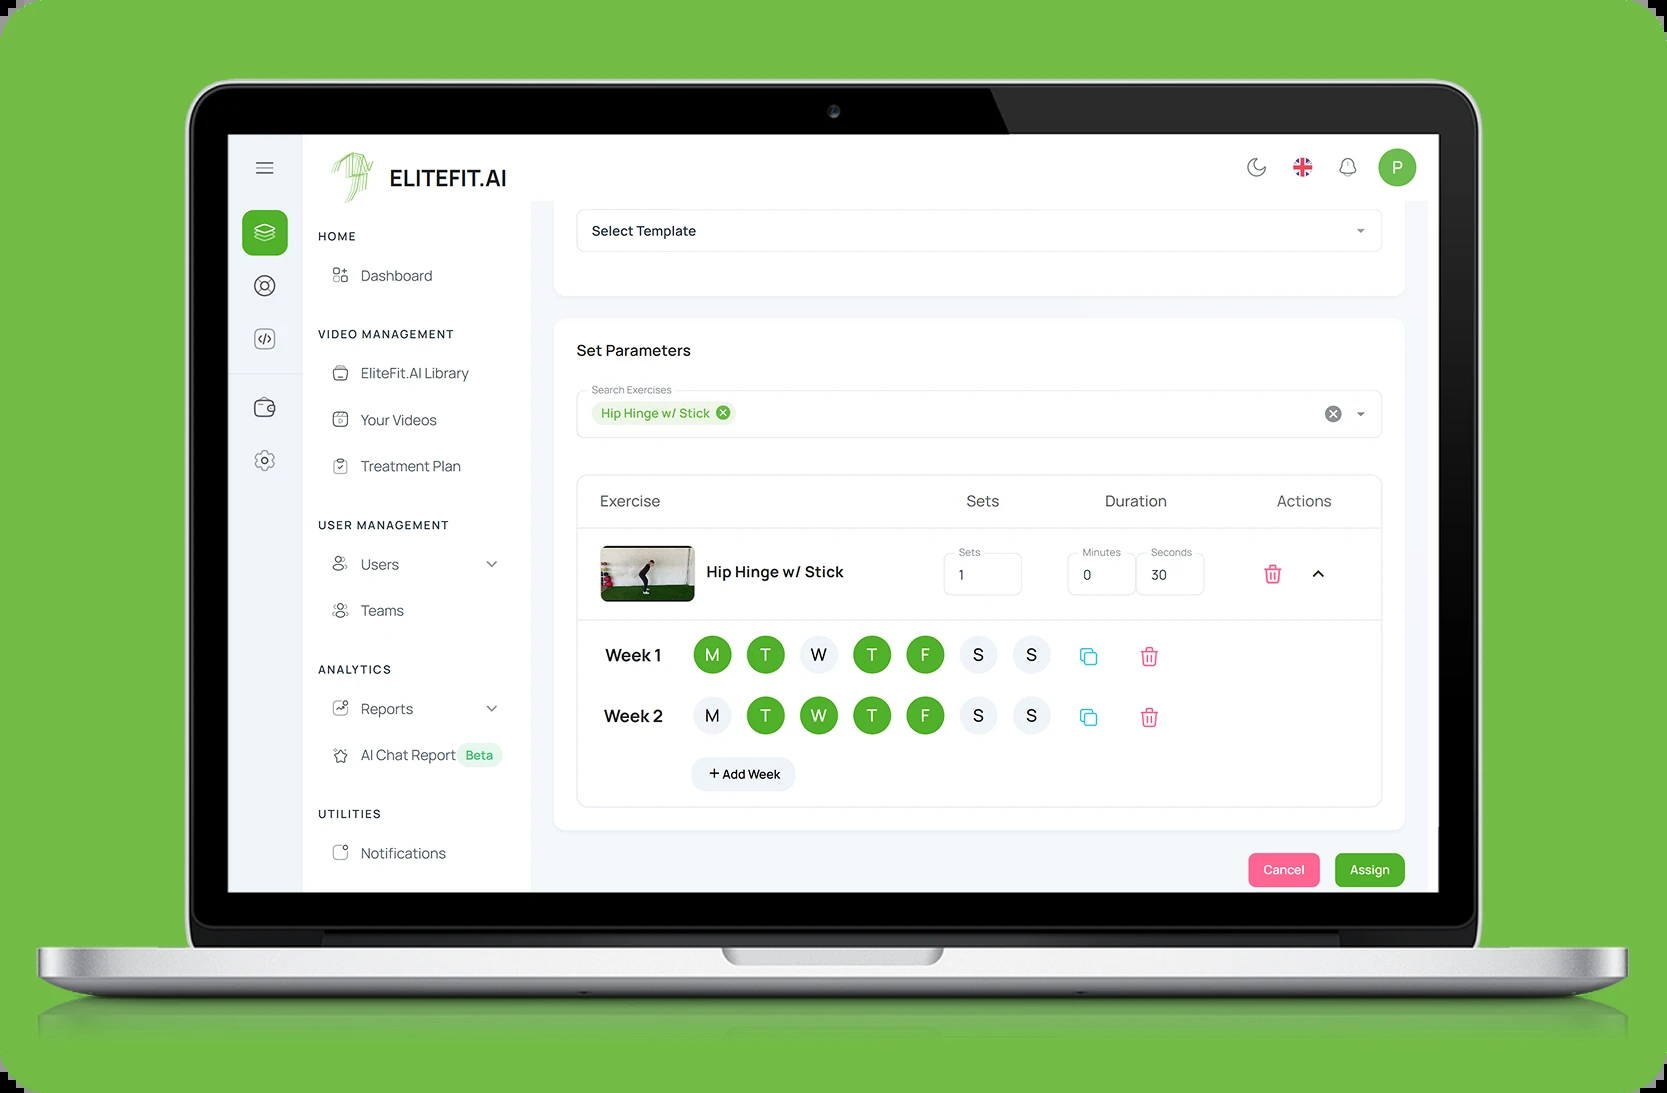 ELITEFIT.AI
P
HOME
Dashboard
VIDEO MANAGEMENT
EliteFit.AI Library
Your Videos
Treatment Plan
USER MANAGEMENT
Users
Teams
ANALYTICS
Reports
AI Chat Report Beta
UTILITIES
Notifications
Select Template
Set Parameters
Search Exercises
Hip Hinge w/ Stick
Exercise Sets Duration Actions
Sets Minutes Seconds
Hip Hinge w/ Stick 1 0 30
Week 1 M T W T F S S
Week 2 M T W T F S S
+ Add Week
Cancel Assign